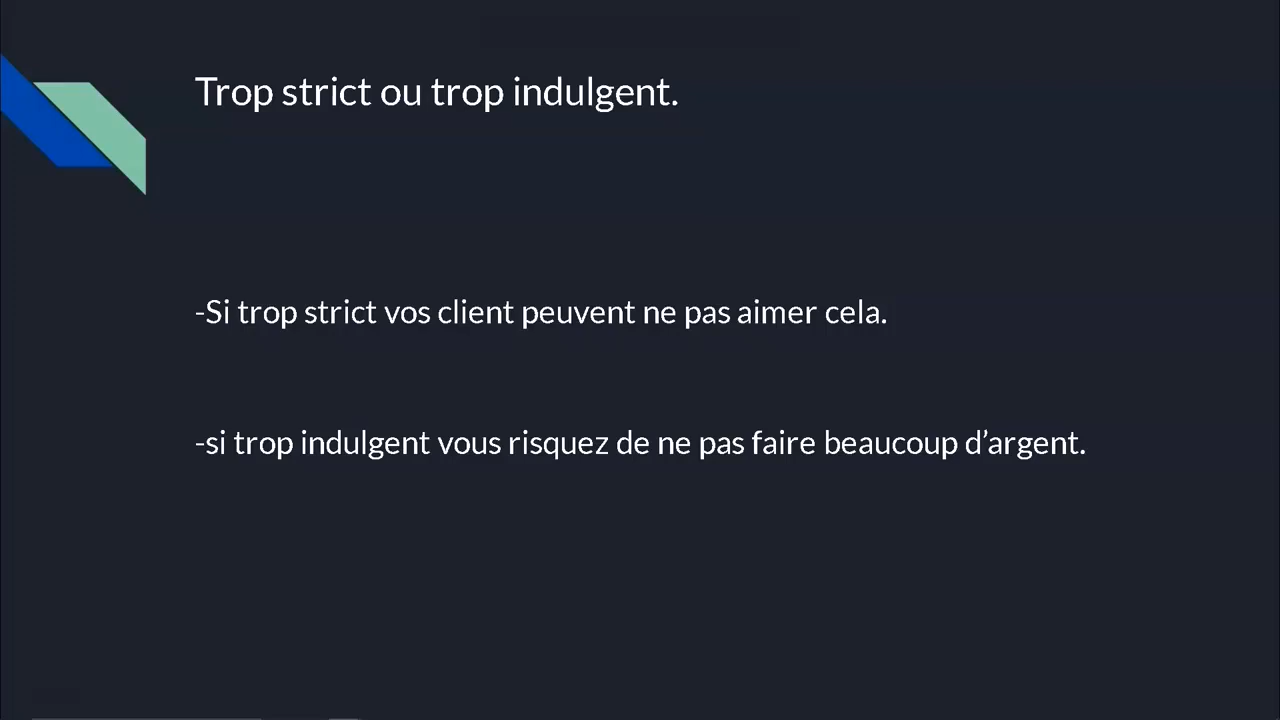 Trop strict ou trop indulgent.
-Si trop strict vos client peuvent ne pas aimer cela.
-si trop indulgent vous risquez de ne pas faire beaucoup d’argent.